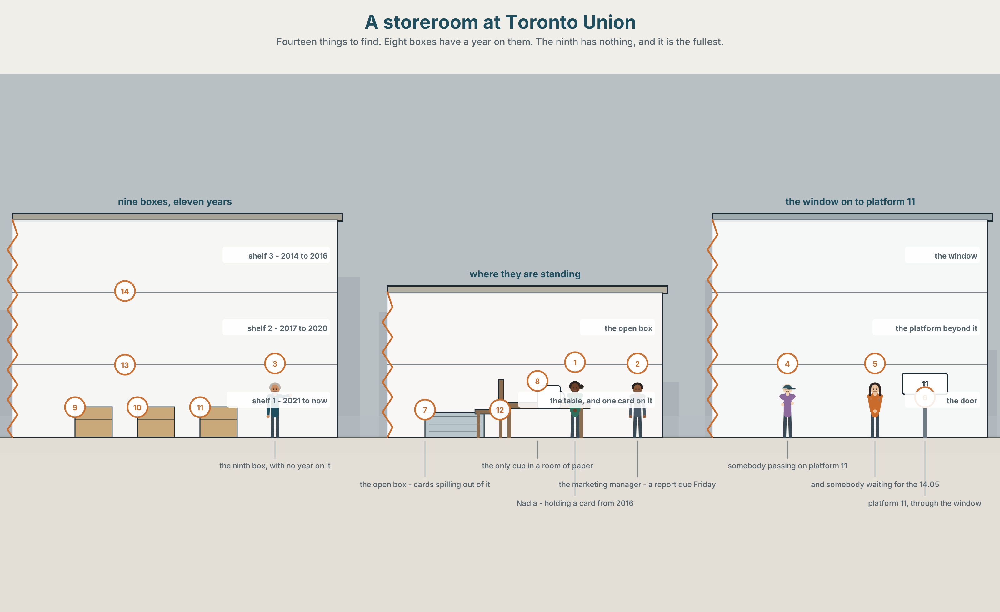 A storeroom at Toronto Union
Fourteen things to find. Eight boxes have a year on them. The ninth has nothing, and it is the fullest.
nine boxes, eleven years
shelf 3 - 2014 to 2016
14
shelf 2 - 2017 to 2020
13
3
shelf 1 - 2021 to now
9
10
11
the ninth box, with no year on it
where they are standing
the open box
1
2
8
the table, and one card on it
7
12
the only cup in a room of paper
the open box - cards spilling out of it
the marketing manager - a report due Friday
Nadia - holding a card from 2016
the window on to platform 11
the window
the platform beyond it
4
5
11
6
the door
somebody passing on platform 11
and somebody waiting for the 14.05
platform 11, through the window